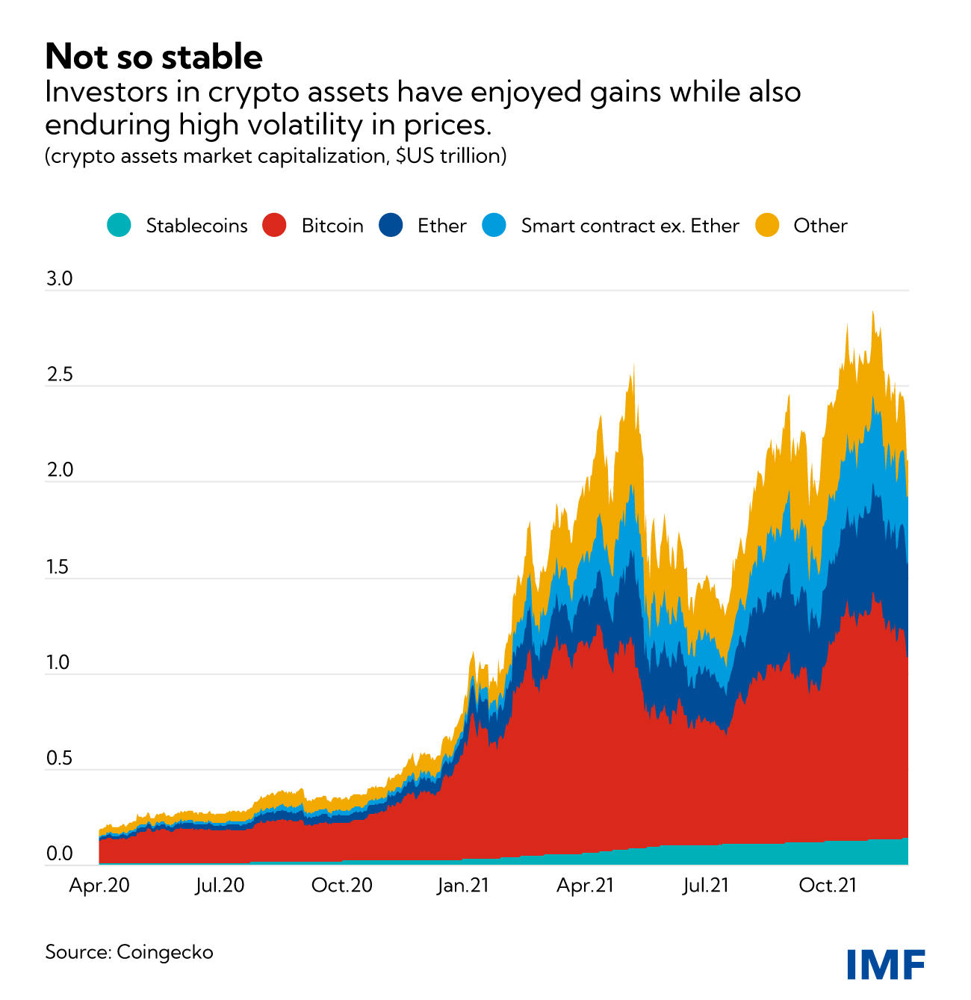 Not so stable
Investors in crypto assets have enjoyed gains while also
enduring high volatility in prices.
(crypto assets market capitalization, $US trillion)
Stablecoins Bitcoin Ether Smart contract ex. Ether Other
3.0
2.5
2.0
1.5
1.0
0.5
0.0
Apr.20 Jul.20 Oct.20 Jan.21 Apr.21 Jul.21 Oct.21
Source: Coingecko
IMF